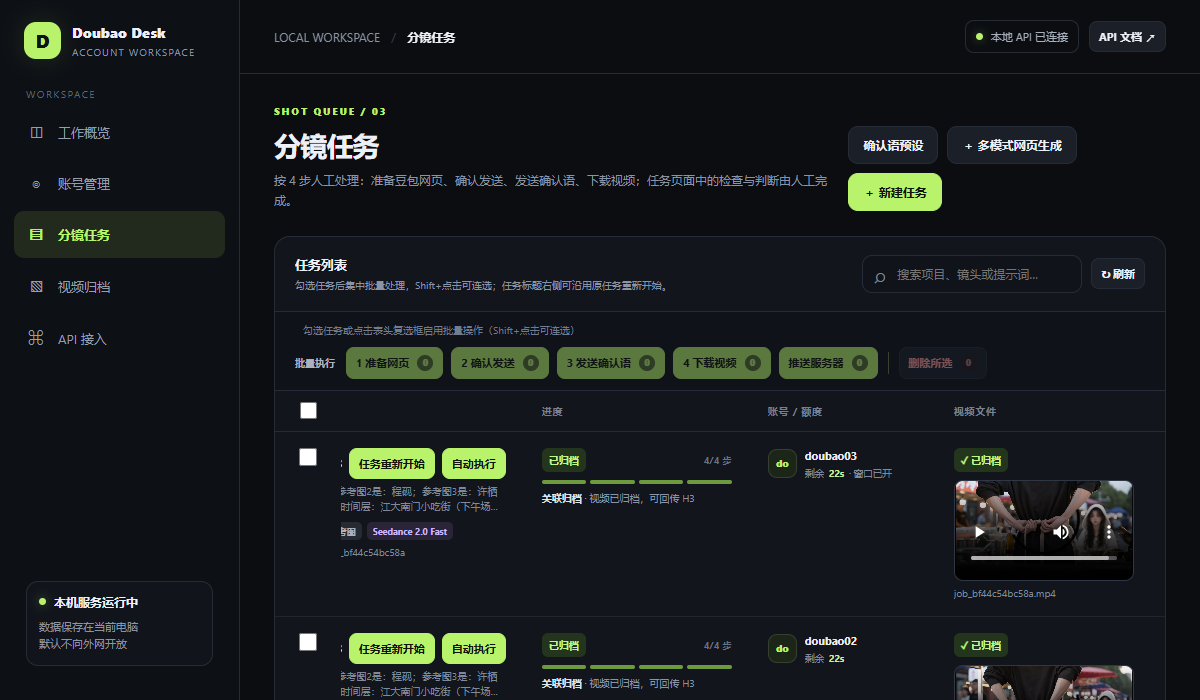 D
Doubao Desk
ACCOUNT WORKSPACE
WORKSPACE
工作概览
账号管理
分镜任务
视频归档
API 接入
本机服务运行中
数据保存在当前电脑
默认不向外网开放
LOCAL WORKSPACE / 分镜任务
本地 API 已连接
API 文档 ↗
SHOT QUEUE / 03
分镜任务
按 4 步人工处理：准备豆包网页、确认发送、发送确认语、下载视频；任务页面中的检查与判断由人工完
成。
确认语预设
+ 多模式网页生成
+ 新建任务
任务列表
勾选任务后集中批量处理，Shift+点击可连选；任务标题右侧可沿用原任务重新开始。
搜索项目、镜头或提示词...
↻刷新
勾选任务或点击表头复选框启用批量操作（Shift+点击可连选）
批量执行
1 准备网页 0
2 确认发送 0
3 发送确认语 0
4 下载视频 0
推送服务器 0
删除所选 0
进度
账号 / 额度
视频文件
任务重新开始
自动执行
参考图2是：程砚；参考图3是：许栖
时间层：江大南门小吃街（下午场...
考图
Seedance 2.0 Fast
_bf44c54bc58a
已归档
4/4 步
关联归档 · 视频已归档，可回传 H3
do
doubao03
剩余 22s · 窗口已开
✓ 已归档
job_bf44c54bc58a.mp4
任务重新开始
自动执行
参考图2是：程砚；参考图3是：许栖
时间层：江大南门小吃街（下午场...
已归档
4/4 步
关联归档 · 视频已归档，可回传 H3
do
doubao02
剩余 22s
✓ 已归档